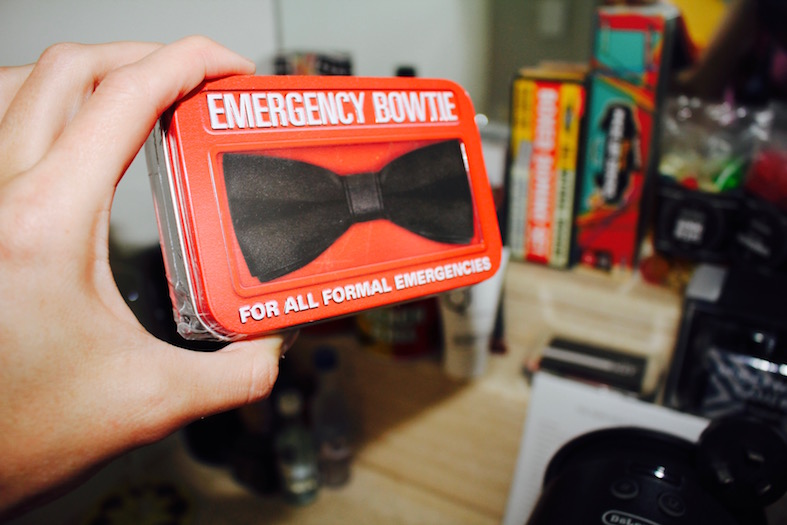 EMERGENCY BOWTIE
FOR ALL FORMAL EMERGENCIES